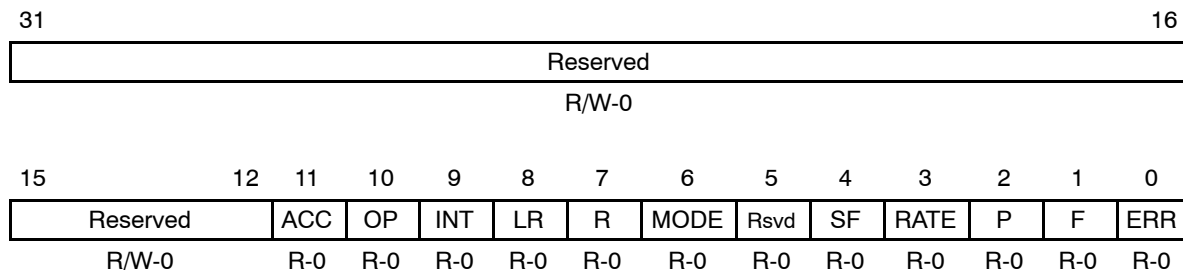 31 16
Reserved
R/W-0
15 12 11 10 9 8 7 6 5 4 3 2 1 0
Reserved ACC OP INT LR R MODE Rsvd SF RATE P F ERR
R/W-0 R-0 R-0 R-0 R-0 R-0 R-0 R-0 R-0 R-0 R-0 R-0 R-0